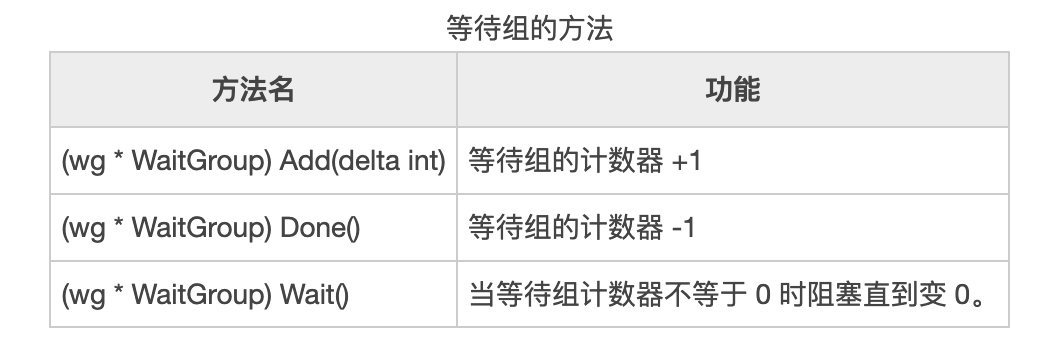 等待组的方法
方法名 功能
(wg * WaitGroup) Add(delta int) 等待组的计数器 +1
(wg * WaitGroup) Done() 等待组的计数器 -1
(wg * WaitGroup) Wait() 当等待组计数器不等于 0 时阻塞直到变 0。